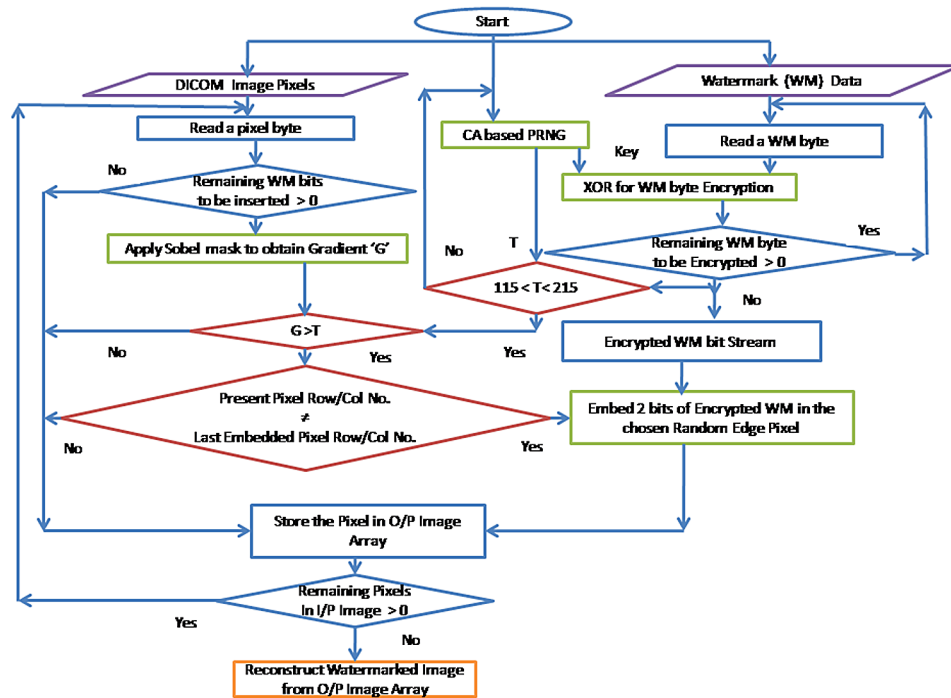 Start
DICOM Image Pixels
Watermark {WM} Data
Read a pixel byte
CA based PRNG
Read a WM byte
Key
No
Remaining WM bits
to be inserted > 0
XOR for WM byte Encryption
Apply Sobel mask to obtain Gradient ‘G’
No
T
Remaining WM byte
to be Encrypted > 0
Yes
115 < T< 215
No
G >T
No
Yes
Yes
Encrypted WM bit Stream
Present Pixel Row/Col No.
≠
Last Embedded Pixel Row/Col No.
No
Yes
Embed 2 bits of Encrypted WM in the
chosen Random Edge Pixel
Store the Pixel in O/P Image
Array
Remaining Pixels
In I/P Image > 0
Yes
No
Reconstruct Watermarked Image
from O/P Image Array